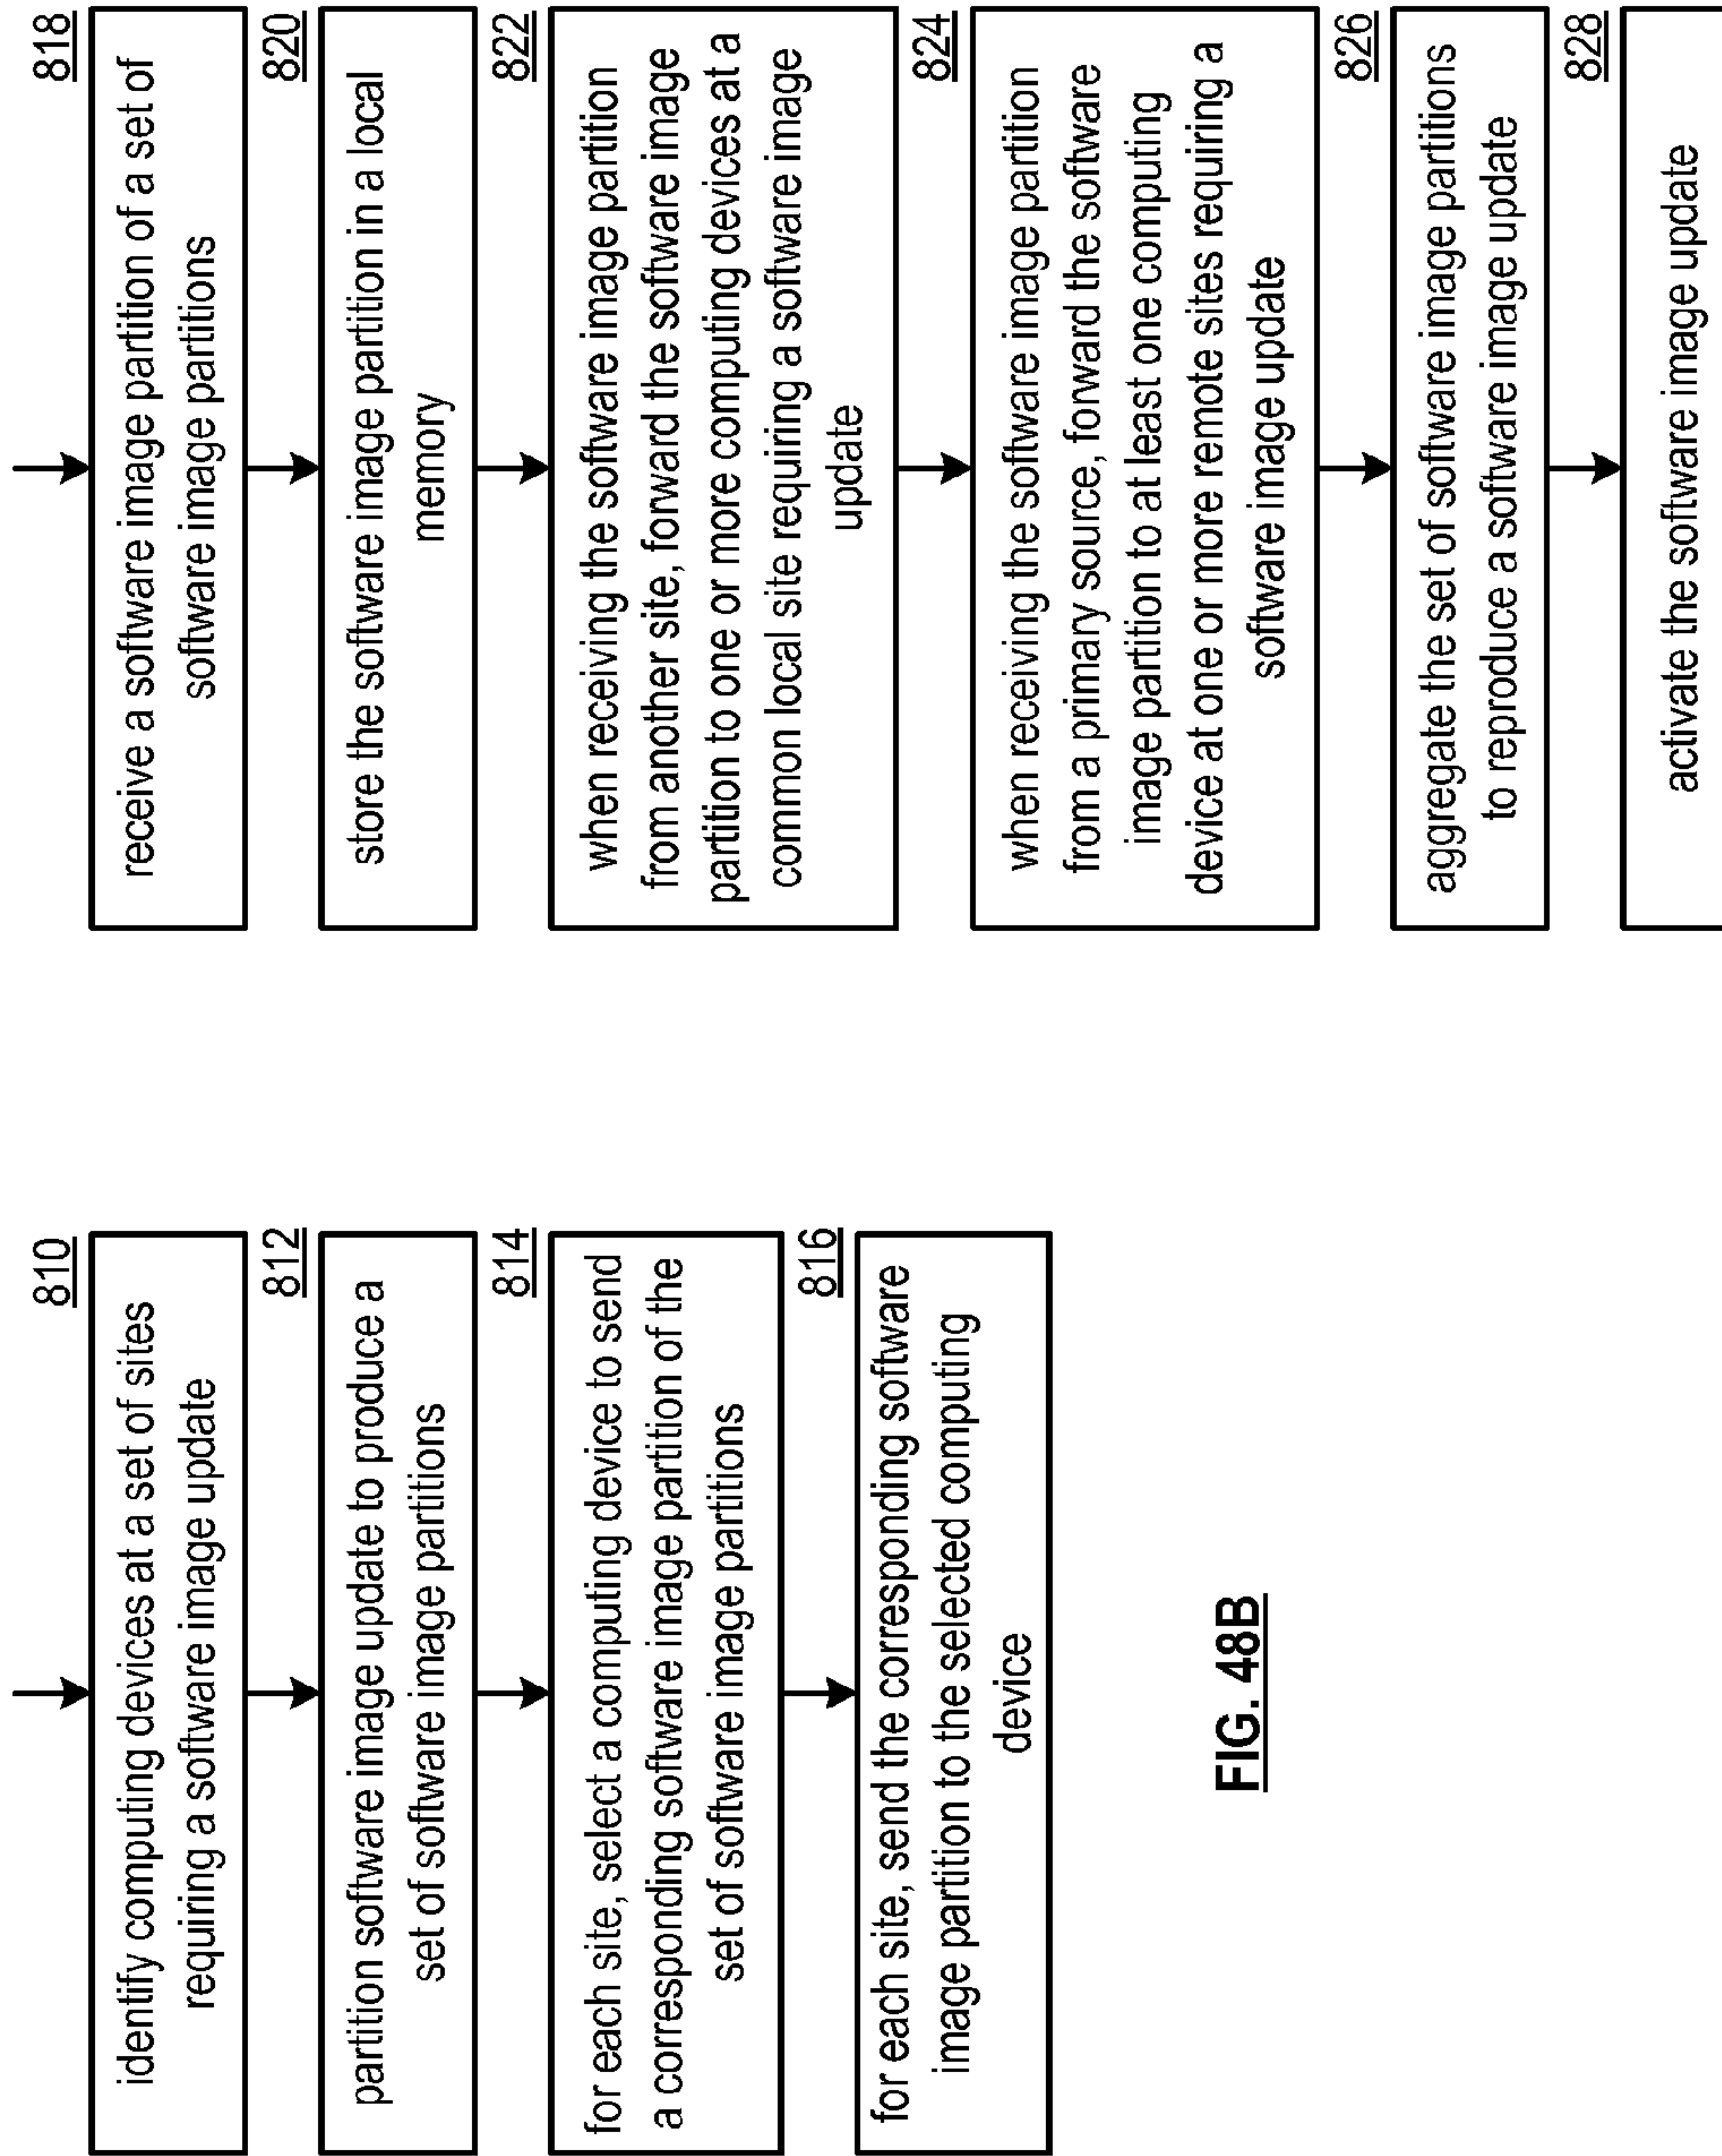 810
identify computing devices at a set of sites
requiring a software image update
812
partition software image update to produce a
set of software image partitions
814
for each site, select a computing device to send
a corresponding software image partition of the
set of software image partitions
816
for each site, send the corresponding software
image partition to the selected computing
device
FIG. 48B
818
receive a software image partition of a set of
software image partitions
820
store the software image partition in a local
memory
822
when receiving the software image partition
from another site, forward the software image
partition to one or more computing devices at a
common local site requiring a software image
update
824
when receiving the software image partition
from a primary source, forward the software
image partition to at least one computing
device at one or more remote sites requiring a
software image update
826
aggregate the set of software image partitions
to reproduce a software image update
828
activate the software image update